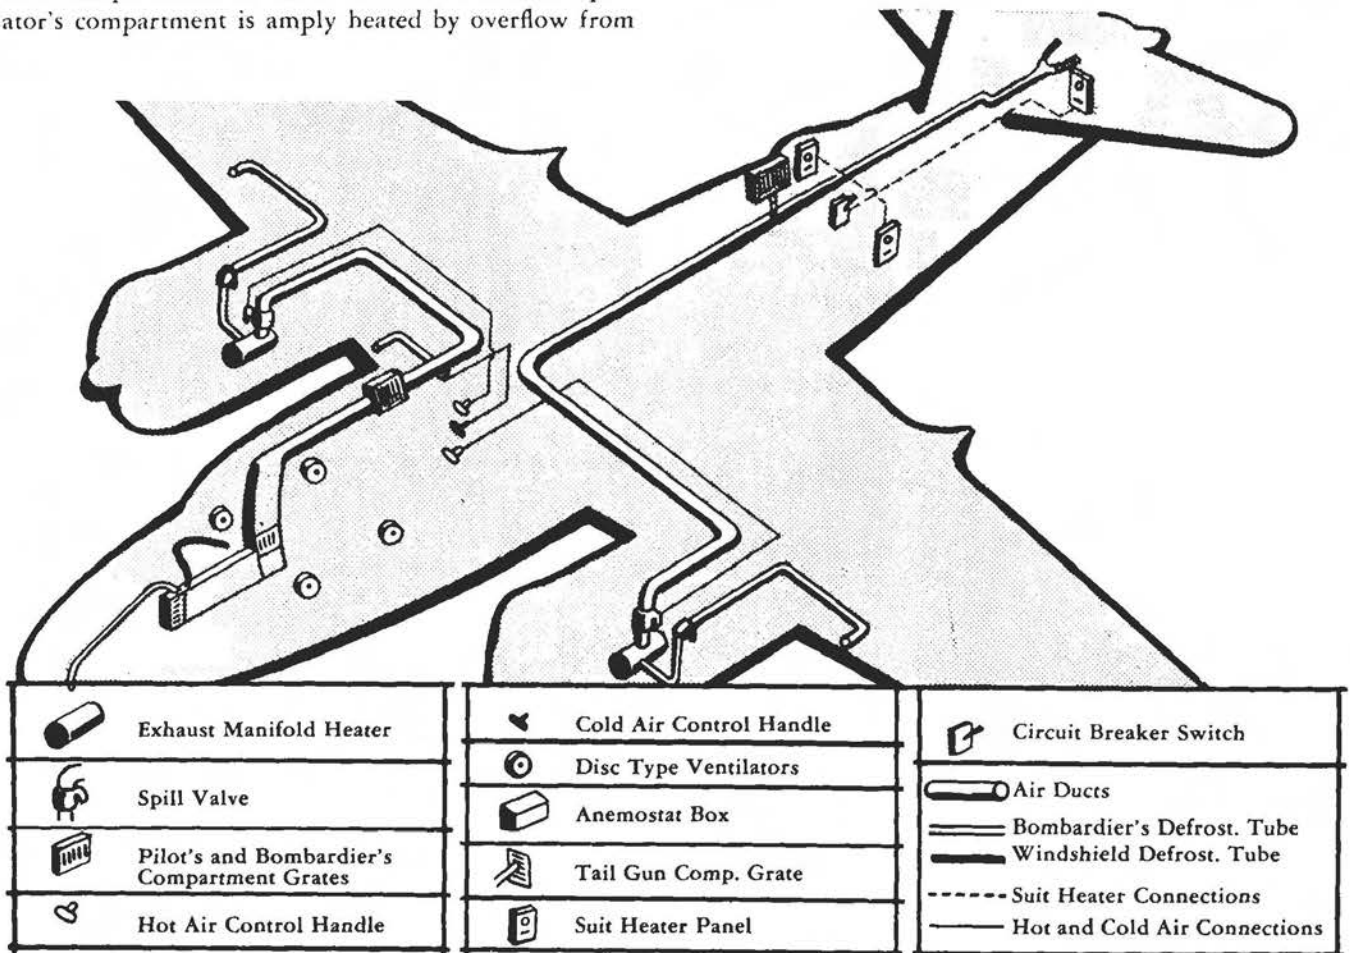 ator's compartment is amply heated by overflow from
Exhaust Manifold Heater
Spill Valve
Pilot's and Bombardier's
Compartment Grates
Hot Air Control Handle
Cold Air Control Handle
Disc Type Ventilators
Anemostat Box
Tail Gun Comp. Grate
Suit Heater Panel
Circuit Breaker Switch
Air Ducts
Bombardier's Defrost. Tube
Windshield Defrost. Tube
Suit Heater Connections
Hot and Cold Air Connections